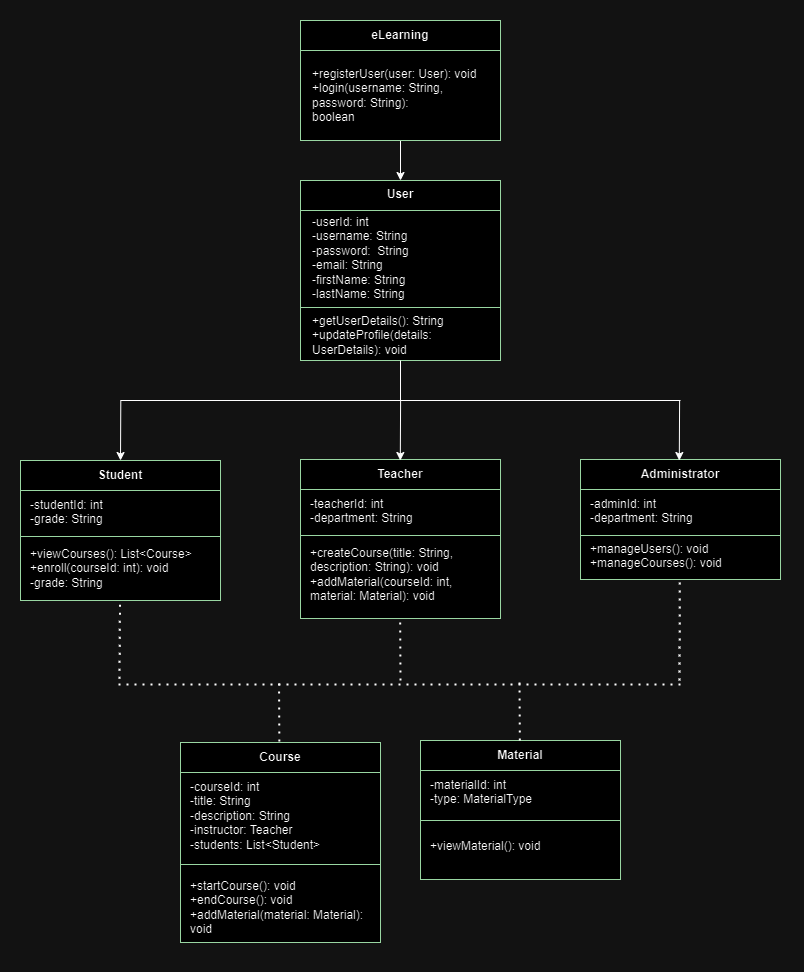 eLearning
+registerUser(user: User): void
+login(username: String,
password: String):
boolean
User
-userId: int
-username: String
-password:  String
-email: String
-firstName: String
-lastName: String
+getUserDetails(): String
+updateProfile(details:
UserDetails): void
Student
-studentId: int
-grade: String
+viewCourses(): List<Course>
+enroll(courseId: int): void
-grade: String
Teacher
-teacherId: int
-department: String
+createCourse(title: String,
description: String): void
+addMaterial(courseId: int,
material: Material): void
Administrator
-adminId: int
-department: String
+manageUsers(): void
+manageCourses(): void
Course
-courseId: int
-title: String
-description: String
-instructor: Teacher
-students: List<Student>
+startCourse(): void
+endCourse(): void
+addMaterial(material: Material):
void
Material
-materialId: int
-type: MaterialType
+viewMaterial(): void